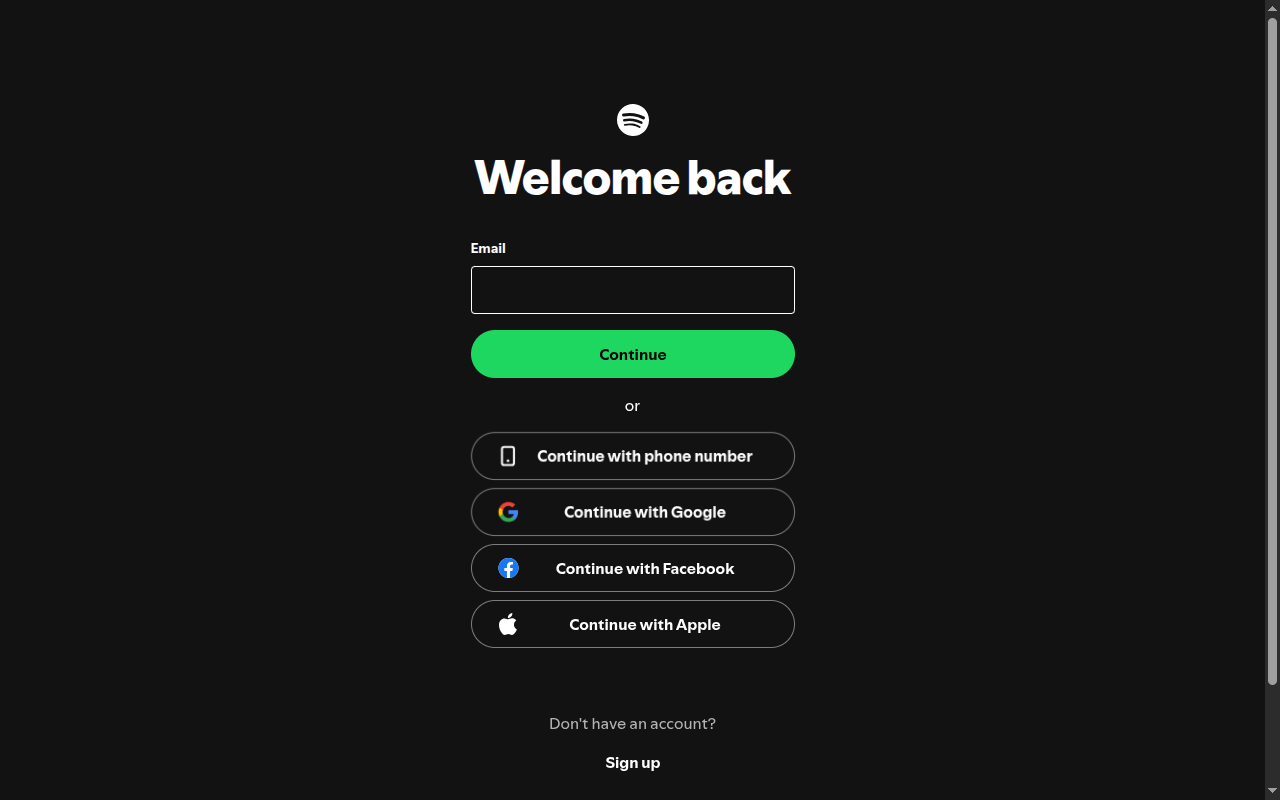 Welcome back
Email
Continue
or
Continue with phone number
Continue with Google
Continue with Facebook
Continue with Apple
Don't have an account?
Sign up